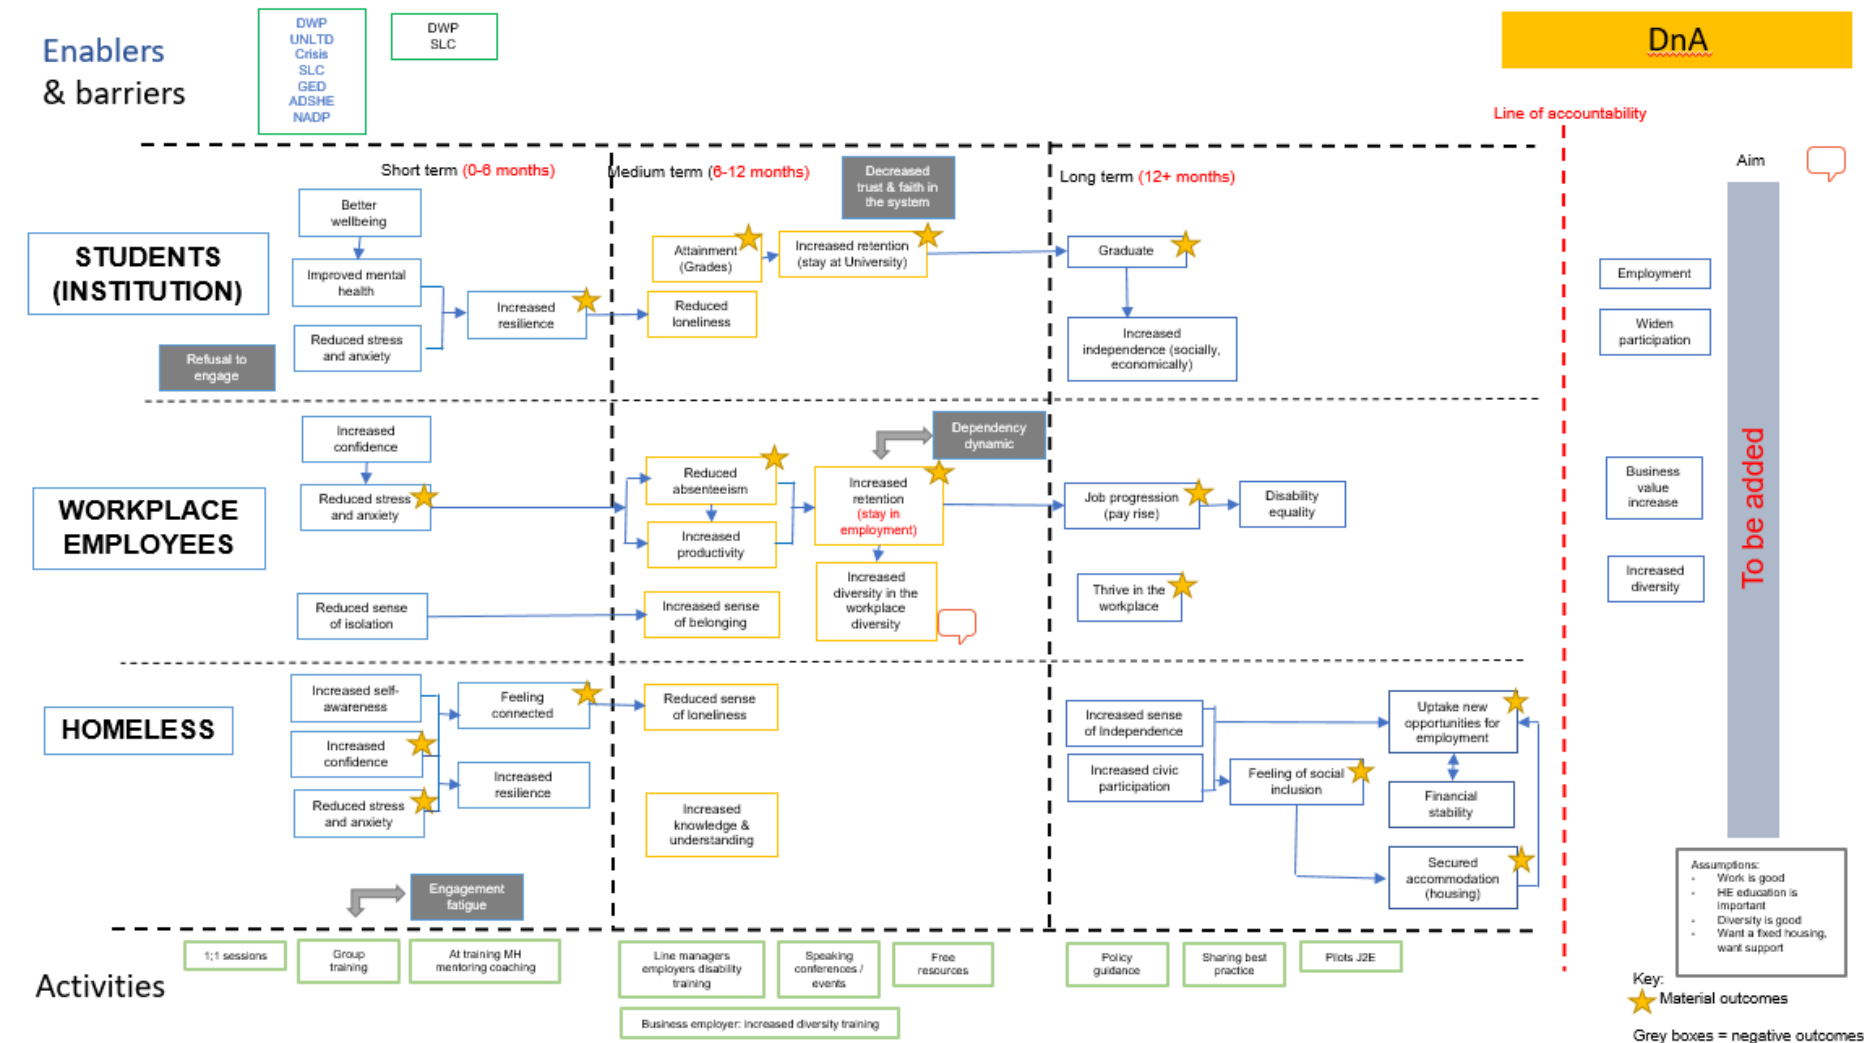 Enablers
& barriers
DWP
UNLTD
Crisis
SLC
GED
ADSHE
NADP
DWP
SLC
DnA
Line of accountability
Short term (0-6 months)
Medium term (6-12 months)
Long term (12+ months)
Aim
STUDENTS
(INSTITUTION)
Better
wellbeing
Improved mental
health
Reduced stress
and anxiety
Refusal to
engage
Increased
resilience
Attainment
(Grades)
Reduced
loneliness
Increased retention
(stay at University)
Decreased
trust & faith in
the system
Graduate
Increased
independence (socially,
economically)
Employment
Widen
participation
WORKPLACE
EMPLOYEES
Increased
confidence
Reduced stress
and anxiety
Reduced sense
of isolation
Reduced
absenteeism
Increased
productivity
Increased sense
of belonging
Increased
retention
(stay in
employment)
Dependency
dynamic
Increased
diversity in the
workplace
diversity
Job progression
(pay rise)
Disability
equality
Thrive in the
workplace
Business
value
increase
Increased
diversity
To be added
HOMELESS
Increased self-
awareness
Increased
confidence
Reduced stress
and anxiety
Feeling
connected
Increased
resilience
Engagement
fatigue
Reduced sense
of loneliness
Increased
knowledge &
understanding
Increased sense
of Independence
Increased civic
participation
Feeling of social
inclusion
Uptake new
opportunities for
employment
Financial
stability
Secured
accommodation
(housing)
Assumptions:
- Work is good
- HE education is
important
- Diversity is good
- Want a fixed housing,
want support
Activities
1;1 sessions
Group
training
At training MH
mentoring coaching
Line managers
employers disability
training
Speaking
conferences /
events
Free
resources
Business employer: increased diversity training
Policy
guidance
Sharing best
practice
Pilots J2E
Key:
Material outcomes
Grey boxes = negative outcomes